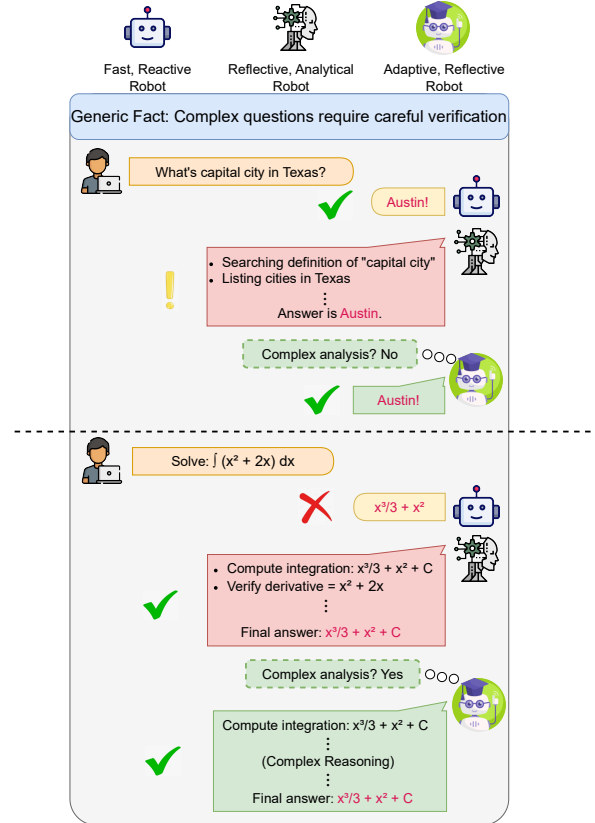 Fast, Reactive
Robot
Reflective, Analytical
Robot
Adaptive, Reflective
Robot
Generic Fact: Complex questions require careful verification
What's capital city in Texas?
Austin!
• Searching definition of "capital city"
• Listing cities in Texas
⋮
Answer is Austin.
Complex analysis? No
Austin!
Solve: ∫ (x² + 2x) dx
x³/3 + x²
• Compute integration: x³/3 + x² + C
• Verify derivative = x² + 2x
⋮
Final answer: x³/3 + x² + C
Complex analysis? Yes
Compute integration: x³/3 + x² + C
⋮
(Complex Reasoning)
⋮
Final answer: x³/3 + x² + C